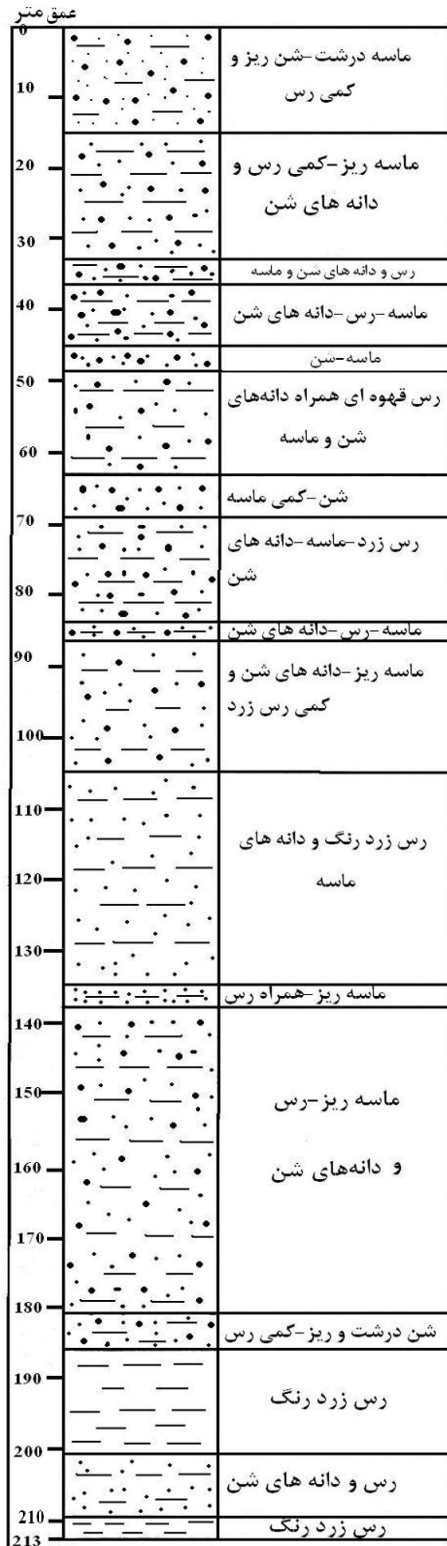 عمق متر
0
ماسه درشت-شن ریز و
کمی رس
10
ماسه ریز-کمی رس و
20
دانه های شن
30
رس و دانه های شن و ماسه
ماسه-رس-دانه های شن
40
ماسه-شن
50
رس قهوه ای همراه دانه‌های
شن و ماسه
60
شن-کمی ماسه
70
رس زرد-ماسه-دانه های
شن
80
ماسه-رس-دانه های شن
90
ماسه ریز-دانه های شن و
کمی رس زرد
100
110
رس زرد رنگ و دانه های
ماسه
120
130
ماسه ریز-همراه رس
140
150
ماسه ریز-رس
160
و دانه‌های شن
170
180
شن درشت و ریز-کمی رس
190
رس زرد رنگ
200
رس و دانه های شن
210
رس زرد رنگ
213